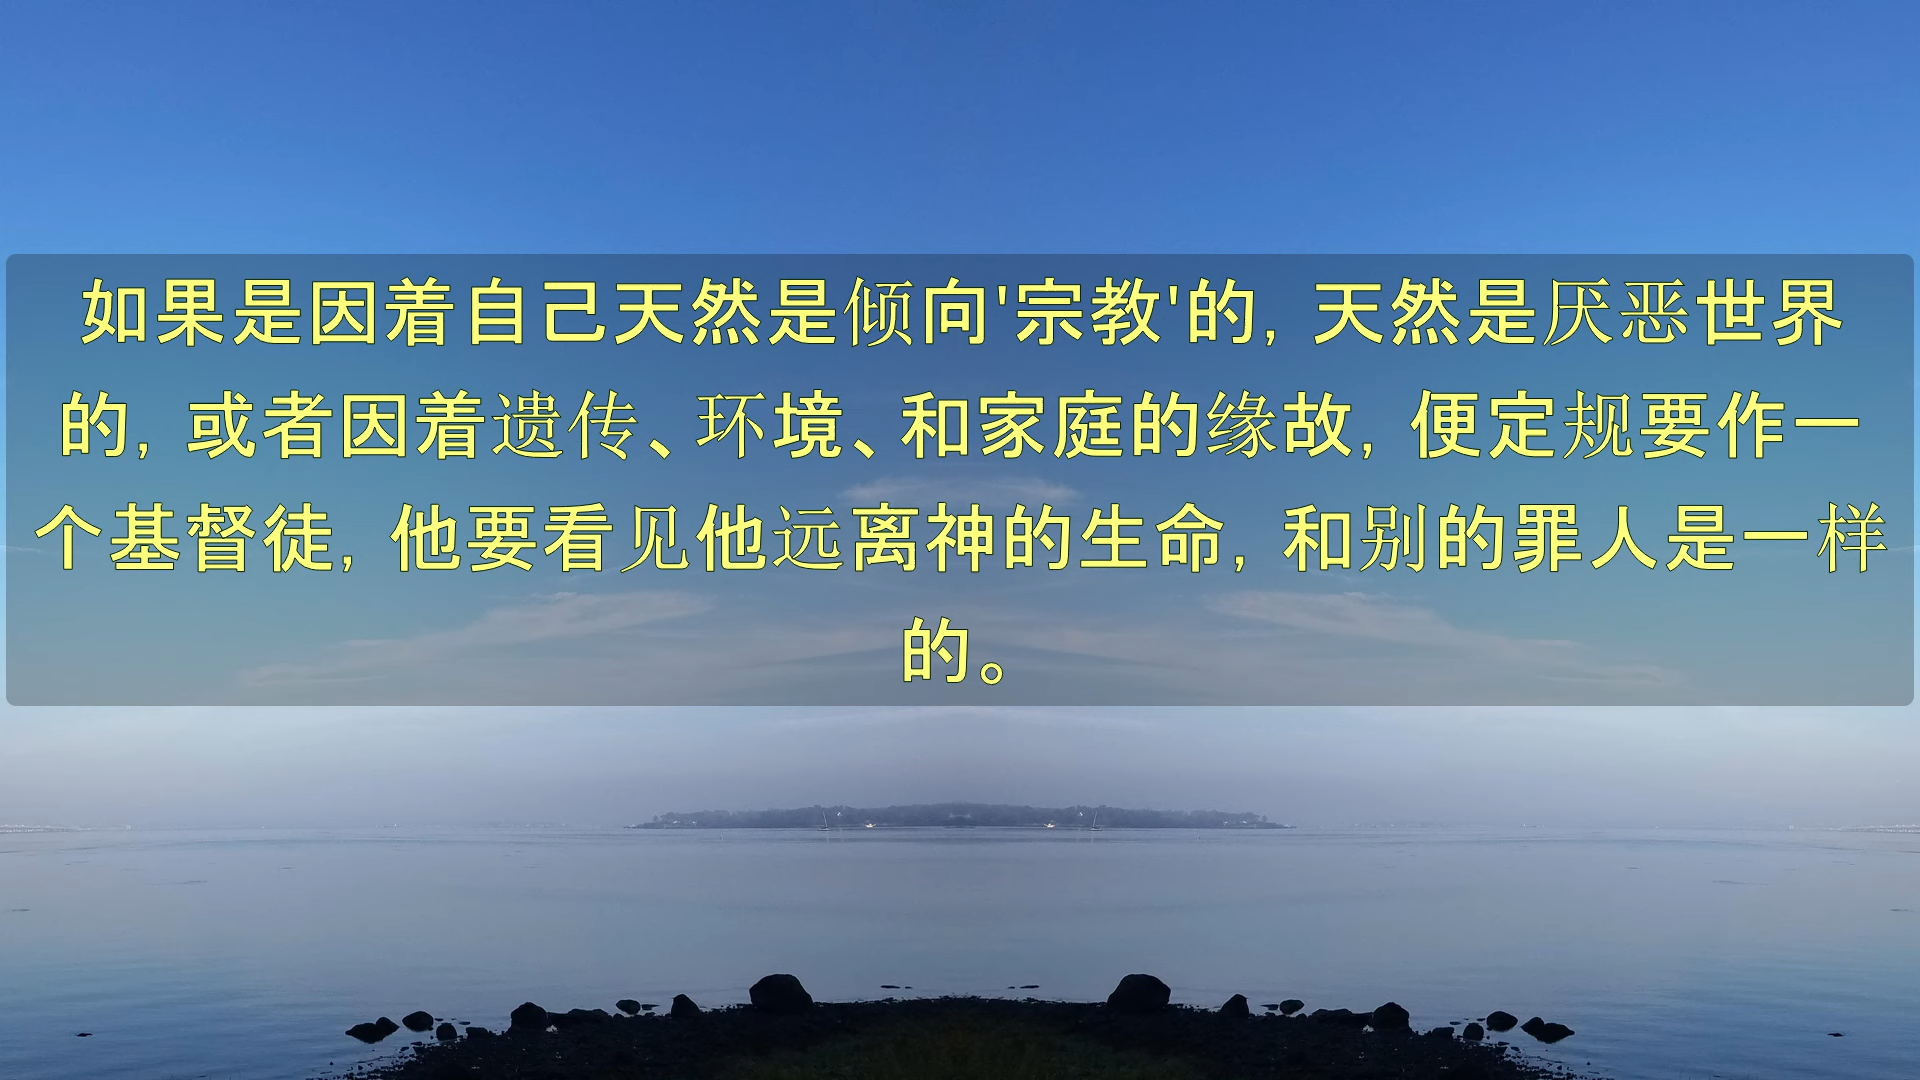 如果是因着自己天然是倾向'宗教'的, 天然是厌恶世界
的, 或者因着遗传、环境、和家庭的缘故, 便定规要作一
个基督徒, 他要看见他远离神的生命, 和别的罪人是一样
的。